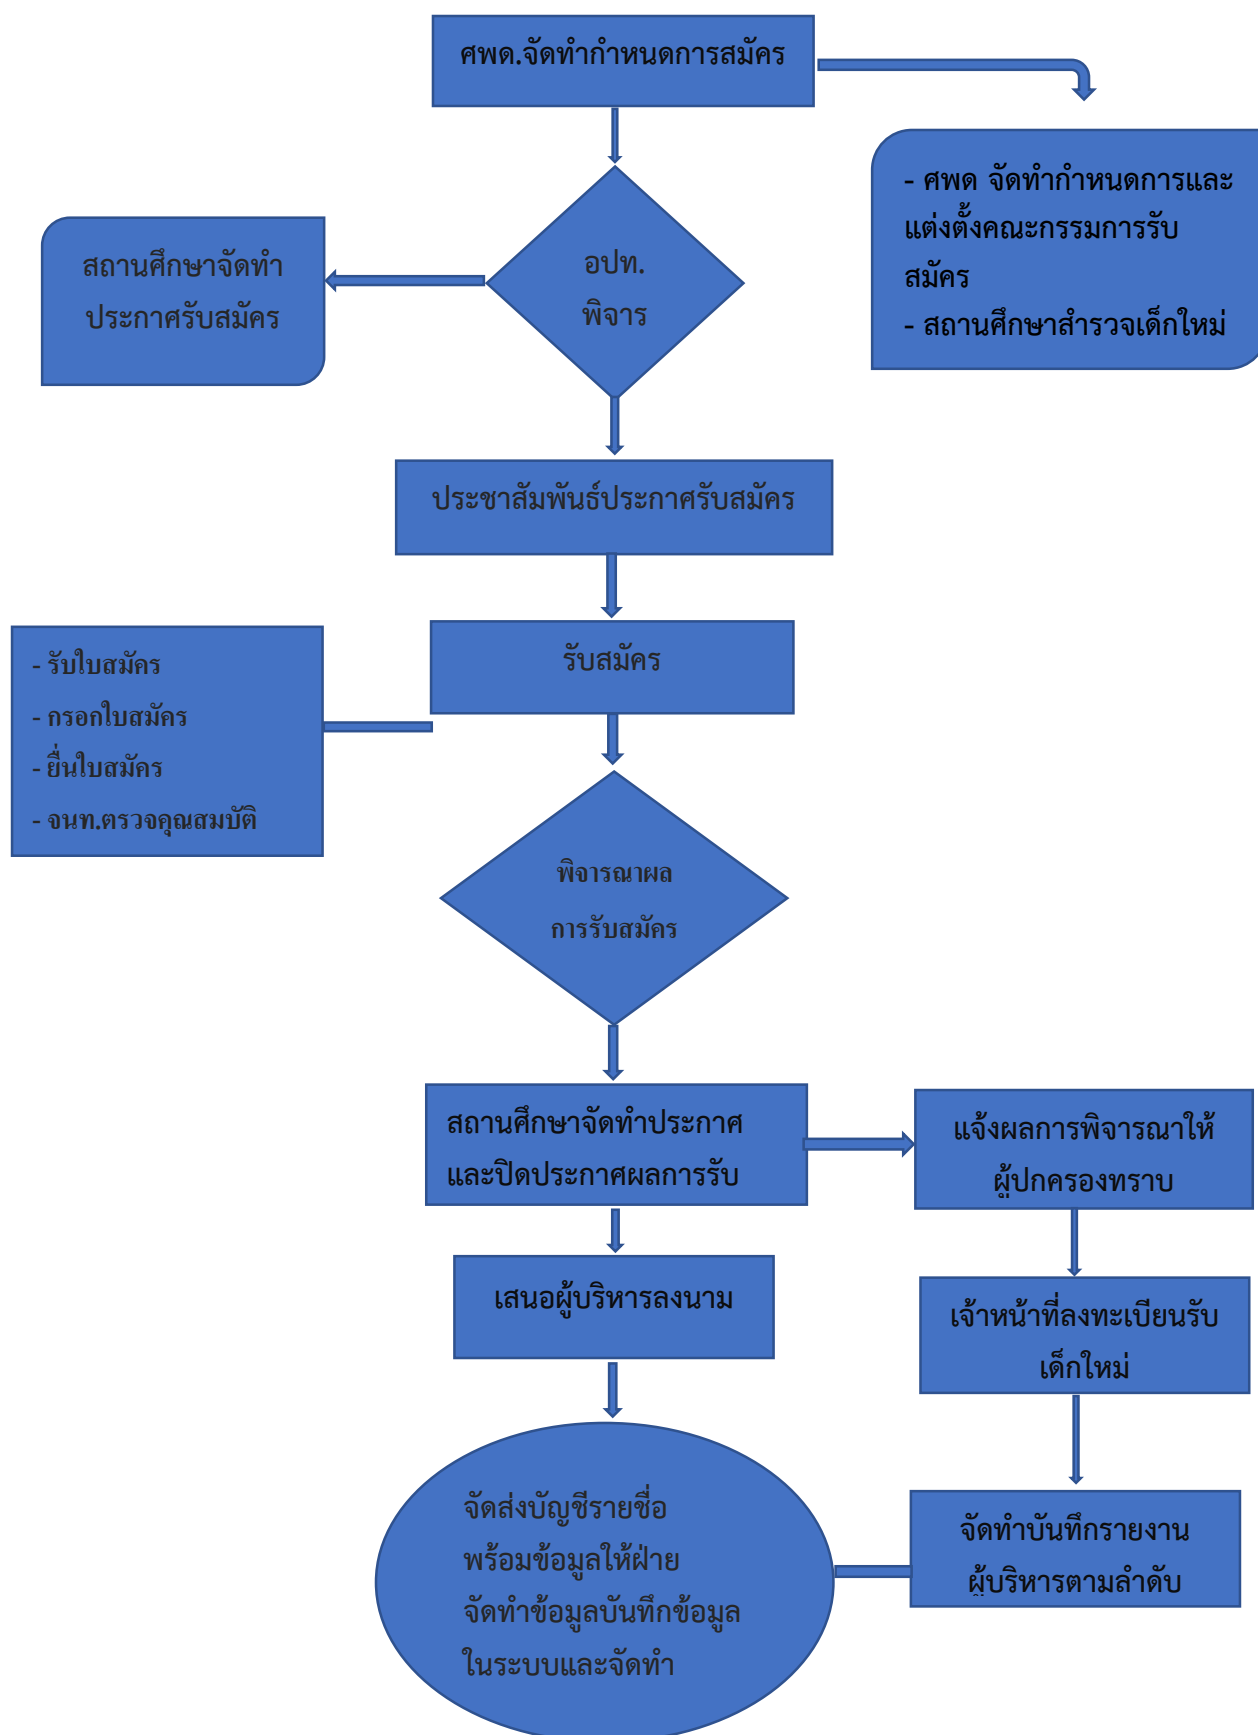 ศพด.จัดทำกำหนดการสมัคร
- ศพด จัดทำกำหนดการและ
แต่งตั้งคณะกรรมการรับ
สมัคร
- สถานศึกษาสำรวจเด็กใหม่
อปท.
พิจาร
สถานศึกษาจัดทำ
ประกาศรับสมัคร
ประชาสัมพันธ์ประกาศรับสมัคร
รับสมัคร
- รับใบสมัคร
- กรอกใบสมัคร
- ยื่นใบสมัคร
- จนท.ตรวจคุณสมบัติ
พิจารณาผล
การรับสมัคร
สถานศึกษาจัดทำประกาศ
และปิดประกาศผลการรับ
แจ้งผลการพิจารณาให้
ผู้ปกครองทราบ
เสนอผู้บริหารลงนาม
เจ้าหน้าที่ลงทะเบียนรับ
เด็กใหม่
จัดส่งบัญชีรายชื่อ
พร้อมข้อมูลให้ฝ่าย
จัดทำข้อมูลบันทึกข้อมูล
ในระบบและจัดทำ
จัดทำบันทึกรายงาน
ผู้บริหารตามลำดับ